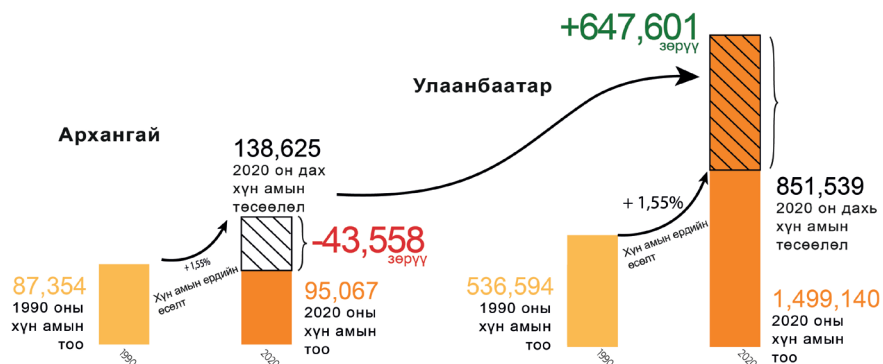 Архангай
138,625
2020 он дах
хүн амын
төсөөлөл
-43,558
зөрүү
+1,55%
Хүн амын ердийн
өсөлт
87,354
1990 оны
хүн амын
тоо
95,067
2020 оны
хүн амын
тоо
1990
2020
Улаанбаатар
+647,601
зөрүү
+ 1,55%
Хүн амын ердийн
өсөлт
851,539
2020 он дахь
хүн амын
төсөөлөл
536,594
1990 оны
хүн амын
тоо
1,499,140
2020 оны
хүн амын
тоо
1990
2020